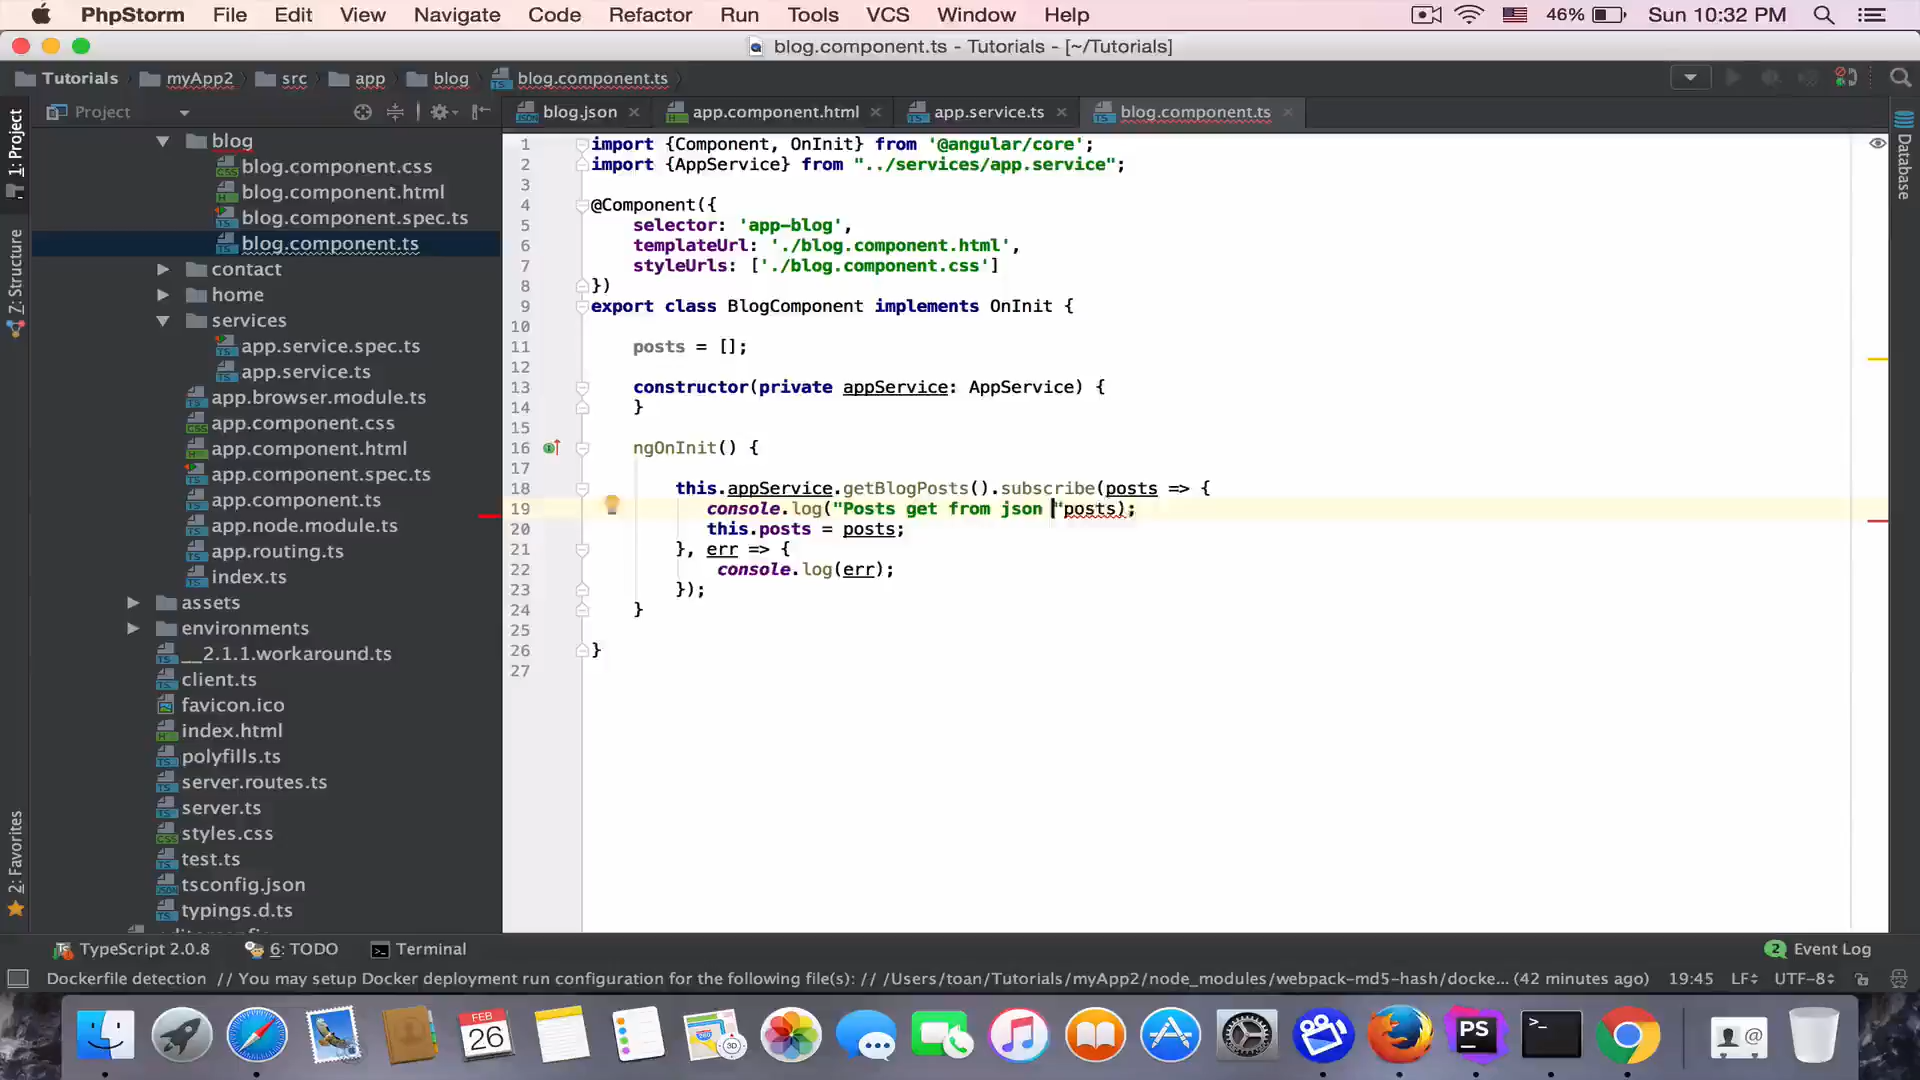 PhpStorm File Edit View Navigate Code Refactor Run Tools VCS Window Help 46% Sun 10:32 PM
blog.component.ts - Tutorials - [~/Tutorials]
Tutorials myApp2 src app blog blog.component.ts
Project blog.json app.component.html app.service.ts blog.component.ts
1: Project
7: Structure
2: Favorites
Database
blog
blog.component.css
blog.component.html
blog.component.spec.ts
blog.component.ts
contact
home
services
app.service.spec.ts
app.service.ts
app.browser.module.ts
app.component.css
app.component.html
app.component.spec.ts
app.component.ts
app.node.module.ts
app.routing.ts
index.ts
assets
environments
__2.1.1.workaround.ts
client.ts
favicon.ico
index.html
polyfills.ts
server.routes.ts
server.ts
styles.css
test.ts
tsconfig.json
typings.d.ts
1 import {Component, OnInit} from '@angular/core';
2 import {AppService} from "../services/app.service";
3
4 @Component({
5 selector: 'app-blog',
6 templateUrl: './blog.component.html',
7 styleUrls: ['./blog.component.css']
8 })
9 export class BlogComponent implements OnInit {
10
11 posts = [];
12
13 constructor(private appService: AppService) {
14 }
15
16 ngOnInit() {
17
18 this.appService.getBlogPosts().subscribe(posts => {
19 console.log("Posts get from json "posts);
20 this.posts = posts;
21 }, err => {
22 console.log(err);
23 });
24 }
25
26 }
27
TypeScript 2.0.8 6: TODO Terminal 2 Event Log
Dockerfile detection // You may setup Docker deployment run configuration for the following file(s): // /Users/toan/Tutorials/myApp2/node_modules/webpack-md5-hash/docke... (42 minutes ago) 19:45 LF UTF-8
FEB
26
3D
PS
>_
@